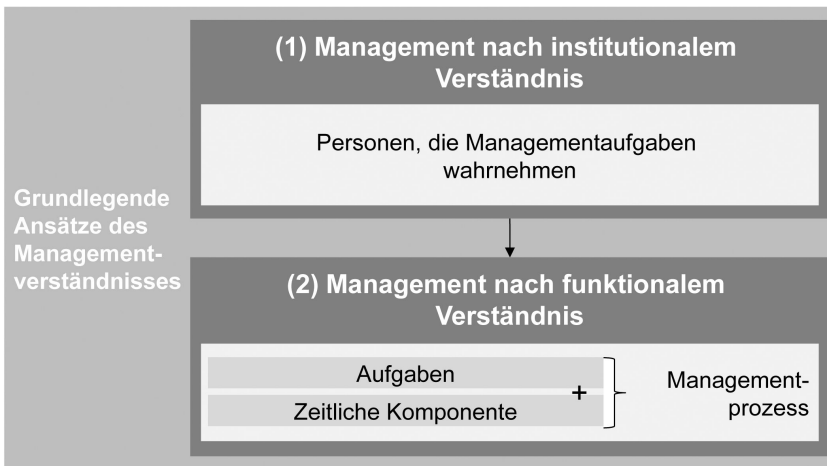 Grundlegende
Ansätze des
Management-
verständnisses
(1) Management nach institutionalem
Verständnis
Personen, die Managementaufgaben
wahrnehmen
(2) Management nach funktionalem
Verständnis
Aufgaben
+
Zeitliche Komponente
Management-
prozess